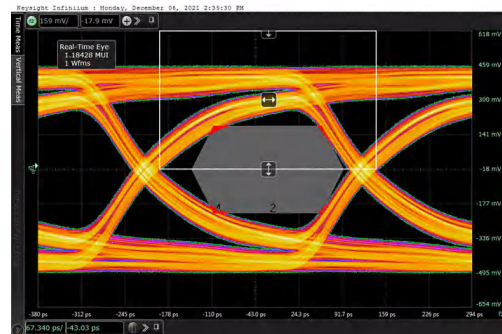 Keysight Infiniium : Monday, December 06, 2021 2:35:30 PM
159 mV/ -17.9 mV
618 mV
Time Meas
Vertical Meas
Real-Time Eye
1.18428 MUI
1 Wfms
459 mV
300 mV
141 mV
-18 mV
-177 mV
4 2
-336 mV
-495 mV
-654 mV
-380 ps -312 ps -245 ps -178 ps -110 ps -43.0 ps 24.3 ps 91.7 ps 159 ps 226 ps 294 ps
67.340 ps/ -43.03 ps